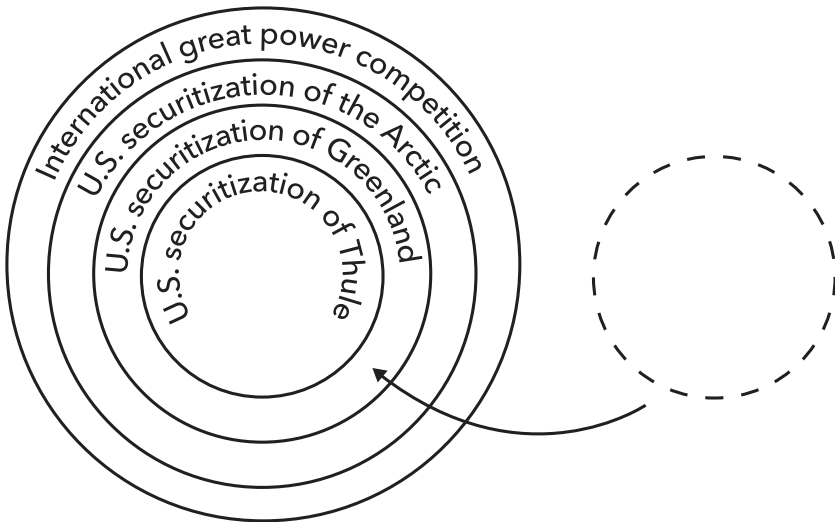 International great power competition
U.S. securitization of the Arctic
U.S. securitization of Greenland
U.S. securitization of Thule